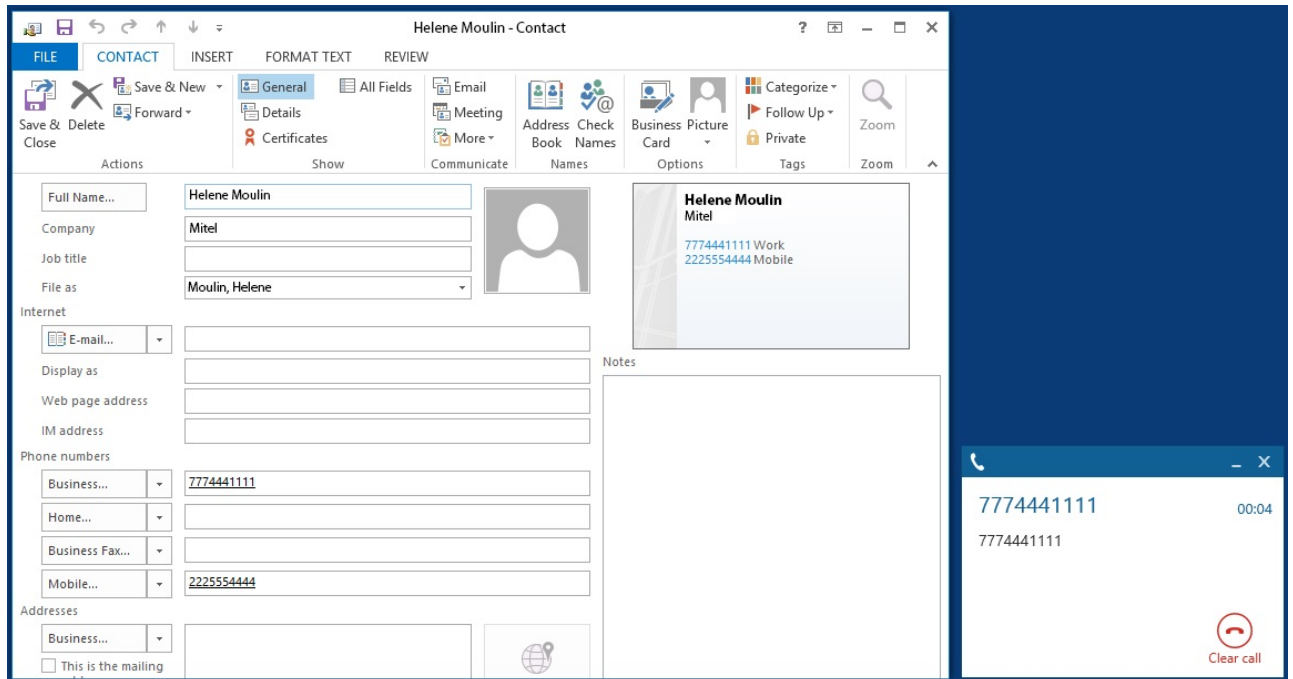 Helene Moulin - Contact
FILE CONTACT INSERT FORMAT TEXT REVIEW
Save & Close
Delete
Save & New
Forward
Actions
General
Details
Certificates
All Fields
Show
Email
Meeting
More
Communicate
Address Book
Check Names
Names
Business Card
Picture
Options
Categorize
Follow Up
Private
Tags
Zoom
Zoom
Full Name... Helene Moulin
Company Mitel
Job title
File as Moulin, Helene
Internet
E-mail...
Display as
Web page address
IM address
Phone numbers
Business... 7774441111
Home...
Business Fax...
Mobile... 2225554444
Addresses
Business...
This is the mailing
Helene Moulin
Mitel
7774441111 Work
2225554444 Mobile
Notes
7774441111 00:04
7774441111
Clear call